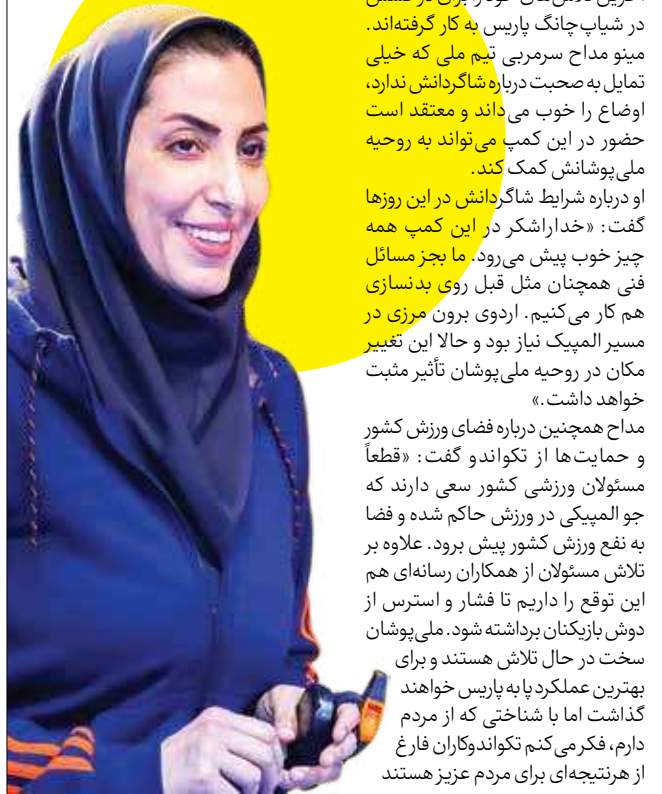 در شیاپ‌چانگ پاریس به کار گرفته‌اند.
مینو مداح سرمربی تیم ملی که خیلی
تمایل به صحبت درباره شاگردانش ندارد،
اوضاع را خوب می‌داند و معتقد است
حضور در این کمپ می‌تواند به روحیه
ملی‌پوشانش کمک کند.
او درباره شرایط شاگردانش در این روزها
گفت: «خداراشکر در این کمپ همه
چیز خوب پیش می‌رود. ما بجز مسائل
فنی همچنان مثل قبل روی بدنسازی
هم کار می‌کنیم. اردوی برون مرزی در
مسیر المپیک نیاز بود و حالا این تغییر
مکان در روحیه ملی‌پوشان تأثیر مثبت
خواهد داشت.»
مداح همچنین درباره فضای ورزش کشور
و حمایت‌ها از تکواندو گفت: «قطعاً
مسئولان ورزشی کشور سعی دارند که
جو المپیکی در ورزش حاکم شده و فضا
به نفع ورزش کشور پیش برود. علاوه بر
تلاش مسئولان از همکاران رسانه‌ای هم
این توقع را داریم تا فشار و استرس از
دوش بازیکنان برداشته شود. ملی‌پوشان
سخت در حال تلاش هستند و برای
بهترین عملکرد پا به پاریس خواهند
گذاشت اما با شناختی که از مردم
دارم، فکر می‌کنم تکواندوکاران فارغ
از هرنتیجه‌ای برای مردم عزیز هستند